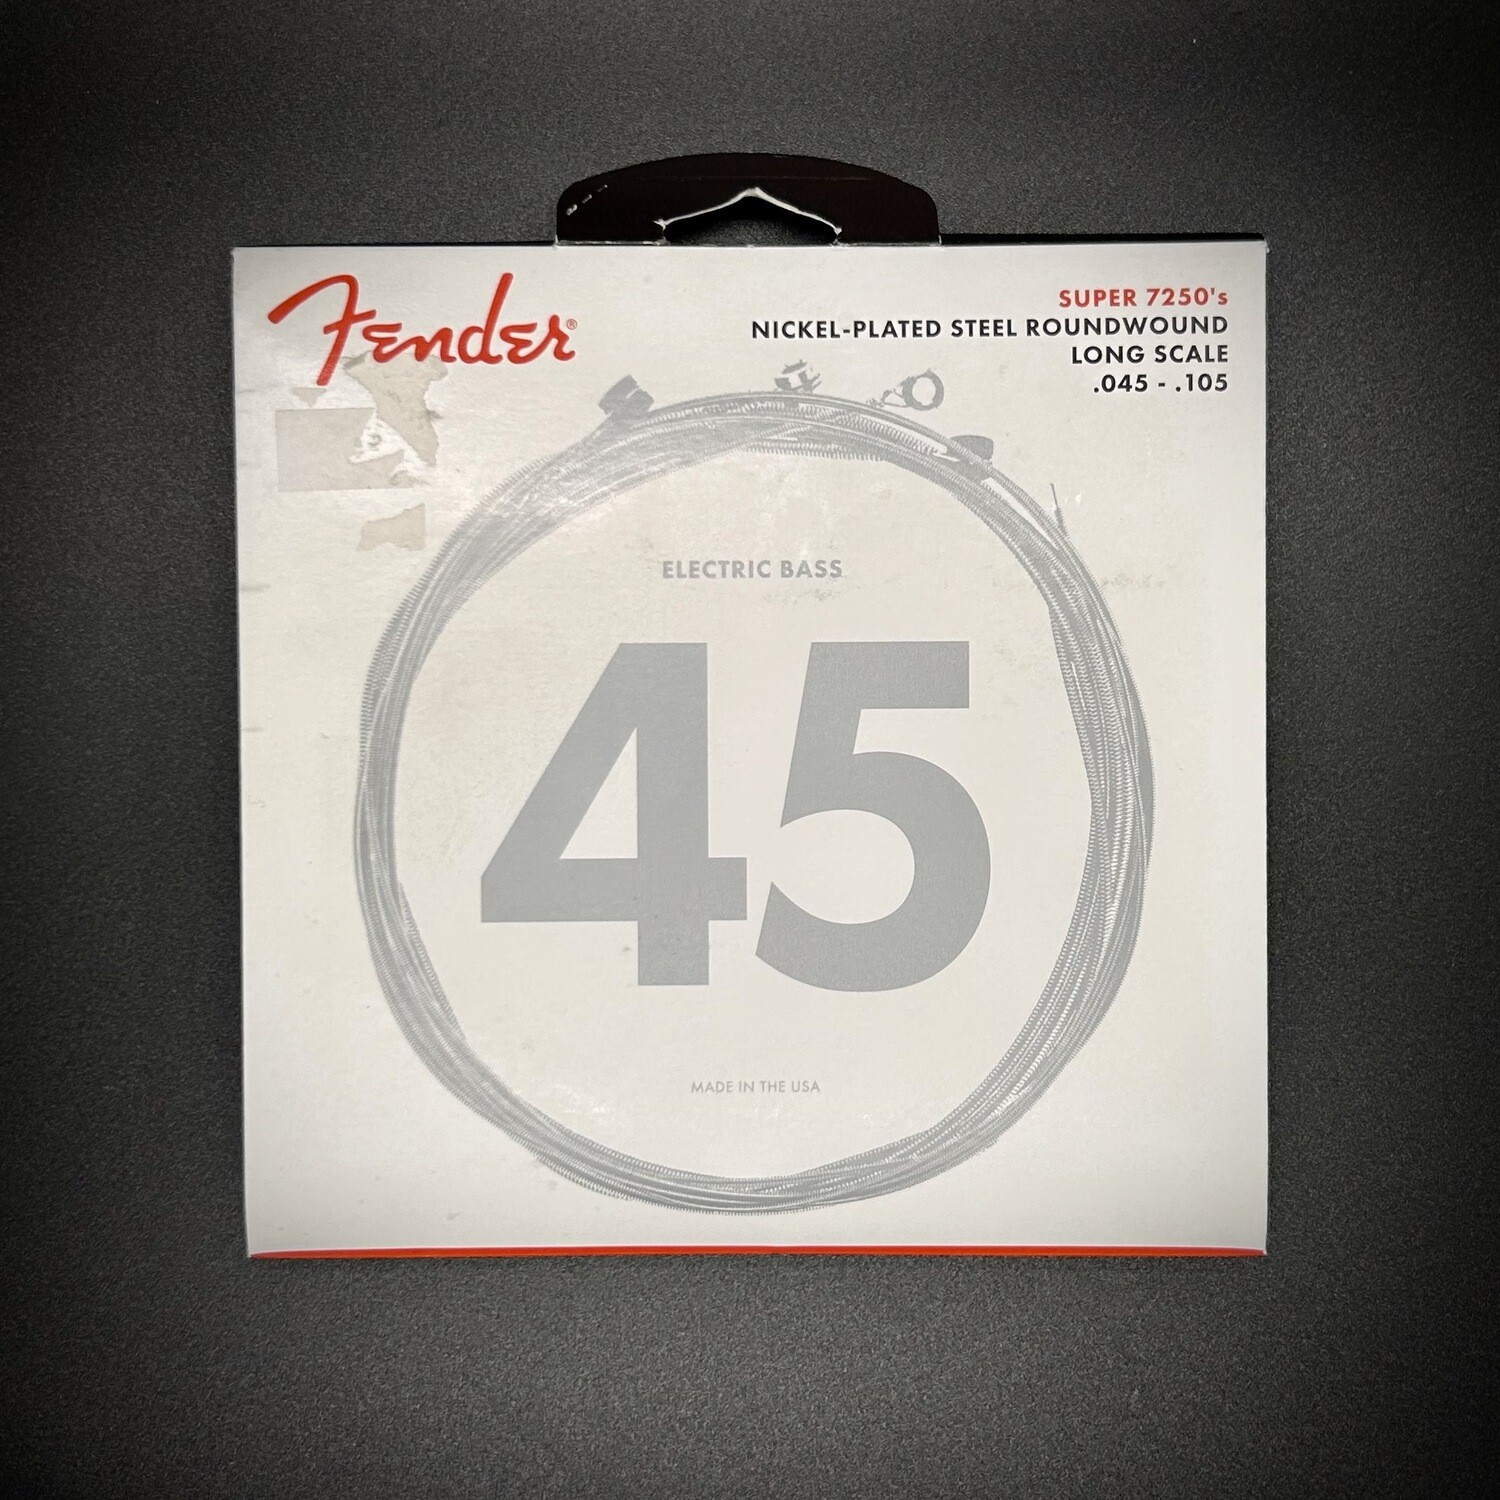 Fender®
SUPER 7250's
NICKEL-PLATED STEEL ROUNDWOUND
LONG SCALE
.045 - .105
ELECTRIC BASS
45
MADE IN THE USA